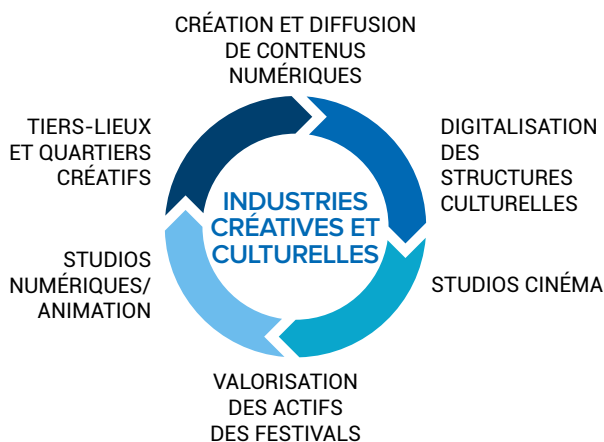 CRÉATION ET DIFFUSION
DE CONTENUS
NUMÉRIQUES
DIGITALISATION
DES
STRUCTURES
CULTURELLES
STUDIOS CINÉMA
VALORISATION
DES ACTIFS
DES FESTIVALS
STUDIOS
NUMÉRIQUES/
ANIMATION
TIERS-LIEUX
ET QUARTIERS
CRÉATIFS
INDUSTRIES
CRÉATIVES ET
CULTURELLES